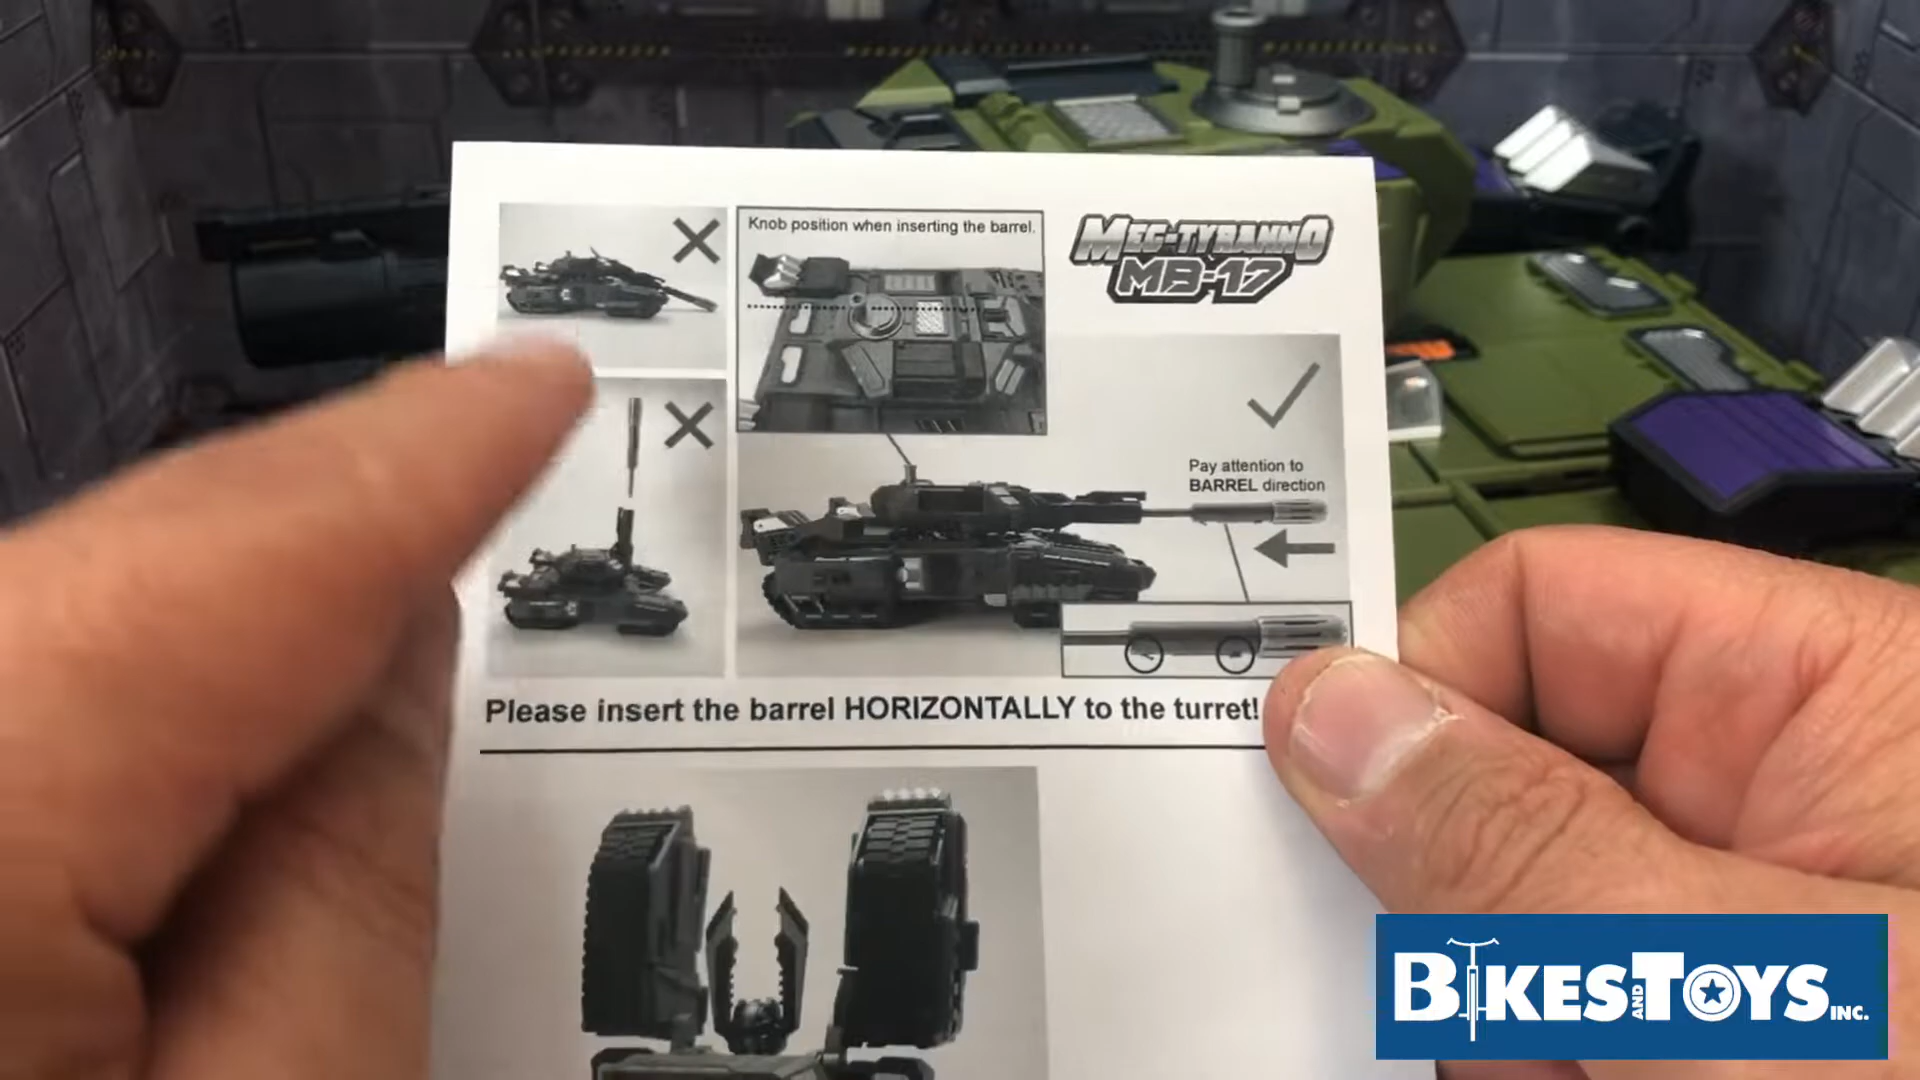 Knob position when inserting the barrel.
MEG-TYRANNO
MB-17
Pay attention to
BARREL direction
Please insert the barrel HORIZONTALLY to the turret!
BIKES AND TOYS INC.